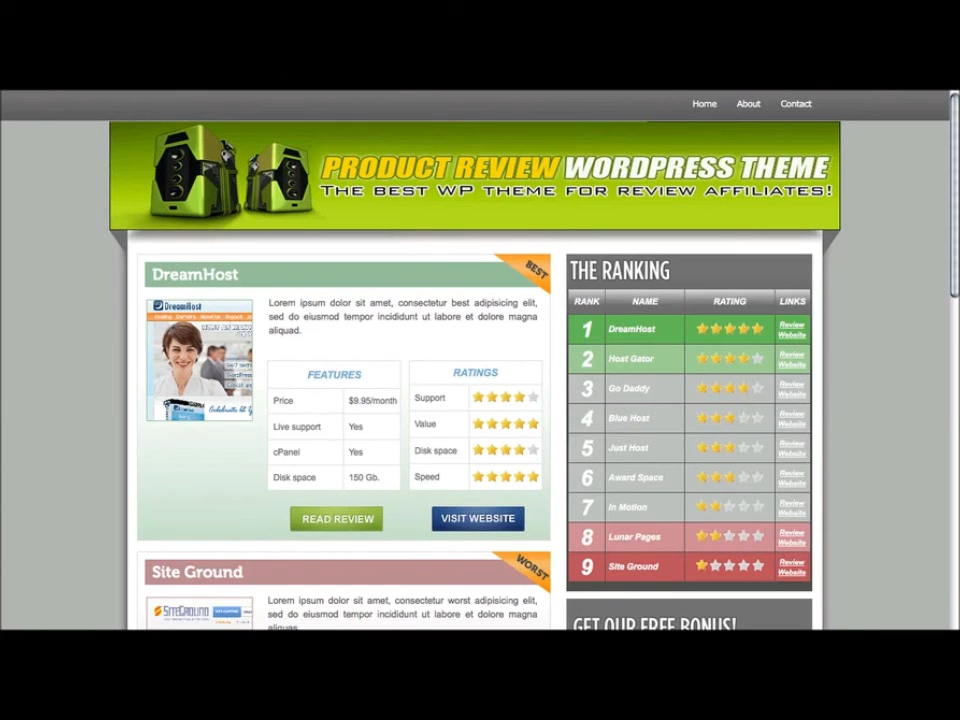 Home About Contact
PRODUCT REVIEW WORDPRESS THEME
THE BEST WP THEME FOR REVIEW AFFILIATES!
DreamHost
BEST
DreamHost
Lorem ipsum dolor sit amet, consectetur best adipisicing elit,
sed do eiusmod tempor incididunt ut labore et dolore magna
aliquad.
FEATURES
Price $9.95/month
Live support Yes
cPanel Yes
Disk space 150 Gb.
RATINGS
Support
Value
Disk space
Speed
READ REVIEW
VISIT WEBSITE
Site Ground
WORST
SITEGROUND
Lorem ipsum dolor sit amet, consectetur worst adipisicing elit,
sed do eiusmod tempor incididunt ut labore et dolore magna
aliquas.
THE RANKING
RANK NAME RATING LINKS
1 DreamHost Review
Website
2 Host Gator Review
Website
3 Go Daddy Review
Website
4 Blue Host Review
Website
5 Just Host Review
Website
6 Award Space Review
Website
7 In Motion Review
Website
8 Lunar Pages Review
Website
9 Site Ground Review
Website
GET OUR FREE BONUS!